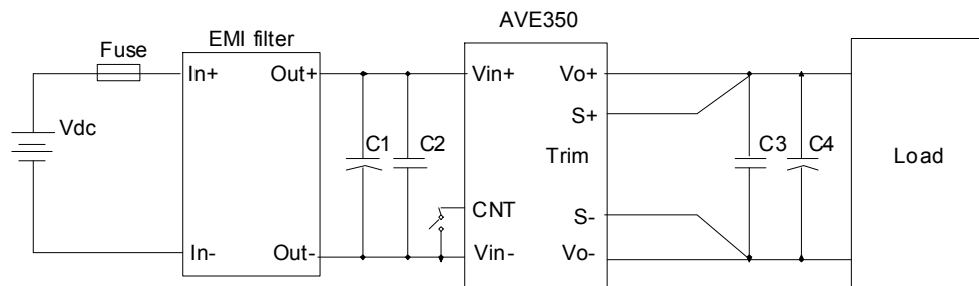 AVE350
EMI filter
Fuse
In+ Out+ Vin+ Vo+
S+
Vdc C1 C2 Trim C3 C4 Load
CNT S-
In- Out- Vin- Vo-